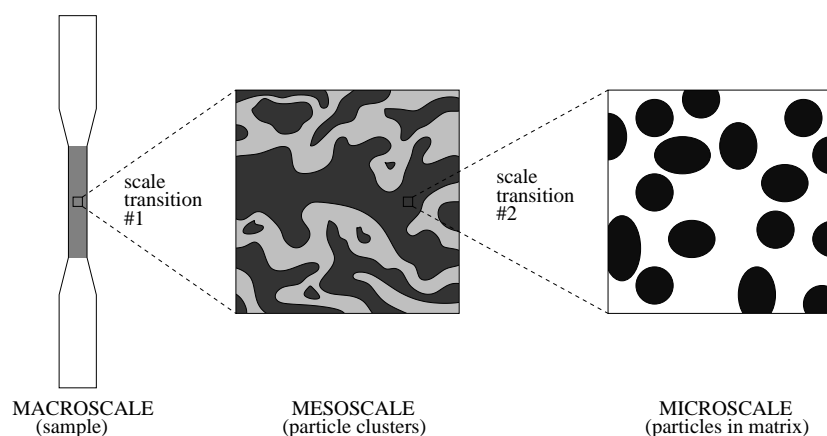 scale
transition
#1
scale
transition
#2
MACROSCALE
(sample)
MESOSCALE
(particle clusters)
MICROSCALE
(particles in matrix)